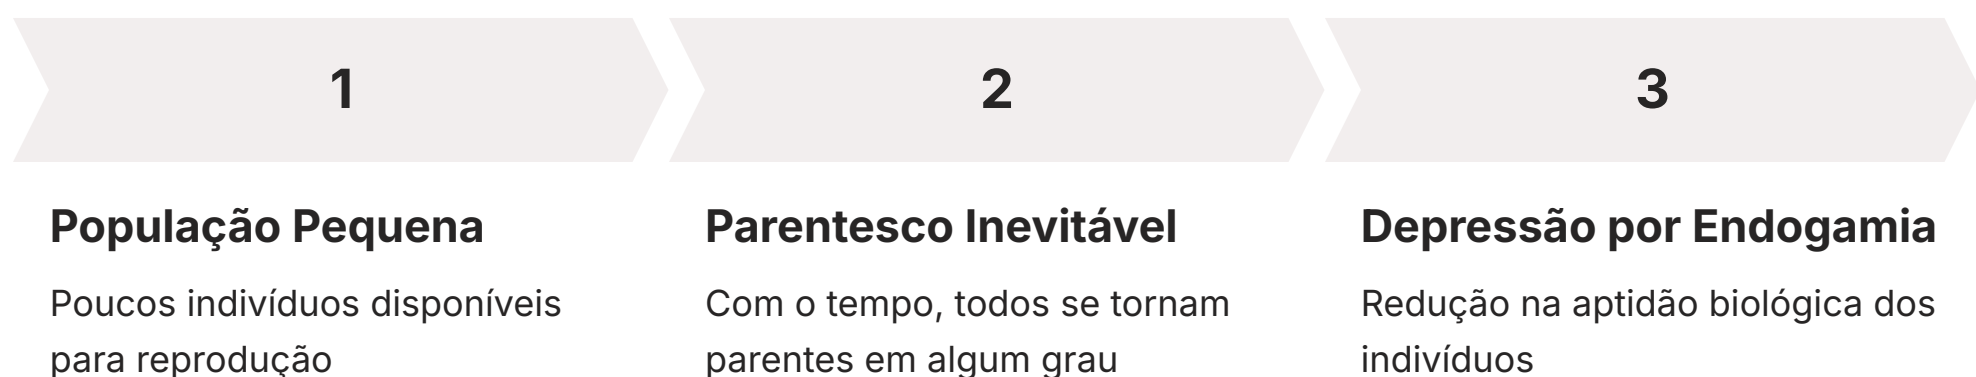 1
2
3
População Pequena
Poucos indivíduos disponíveis
para reprodução
Parentesco Inevitável
Com o tempo, todos se tornam
parentes em algum grau
Depressão por Endogamia
Redução na aptidão biológica dos
indivíduos